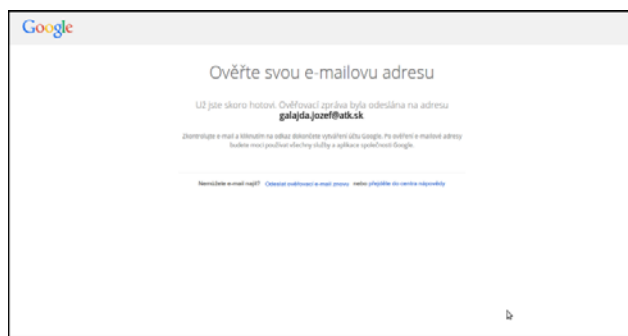 Google
Ověřte svou e-mailovu adresu
Už jste skoro hotovi. Ověřovací zpráva byla odeslána na adresu
galajda.jozef@atk.sk
Zkontrolujte e-mail a kliknutím na odkaz dokončete vytváření účtu Google. Po ověření e-mailové adresy
budete moci používat všechny služby a aplikace společnosti Google.
Nemůžete e-mail najít? Odeslat ověřovací e-mail znovu nebo přejděte do centra nápovědy